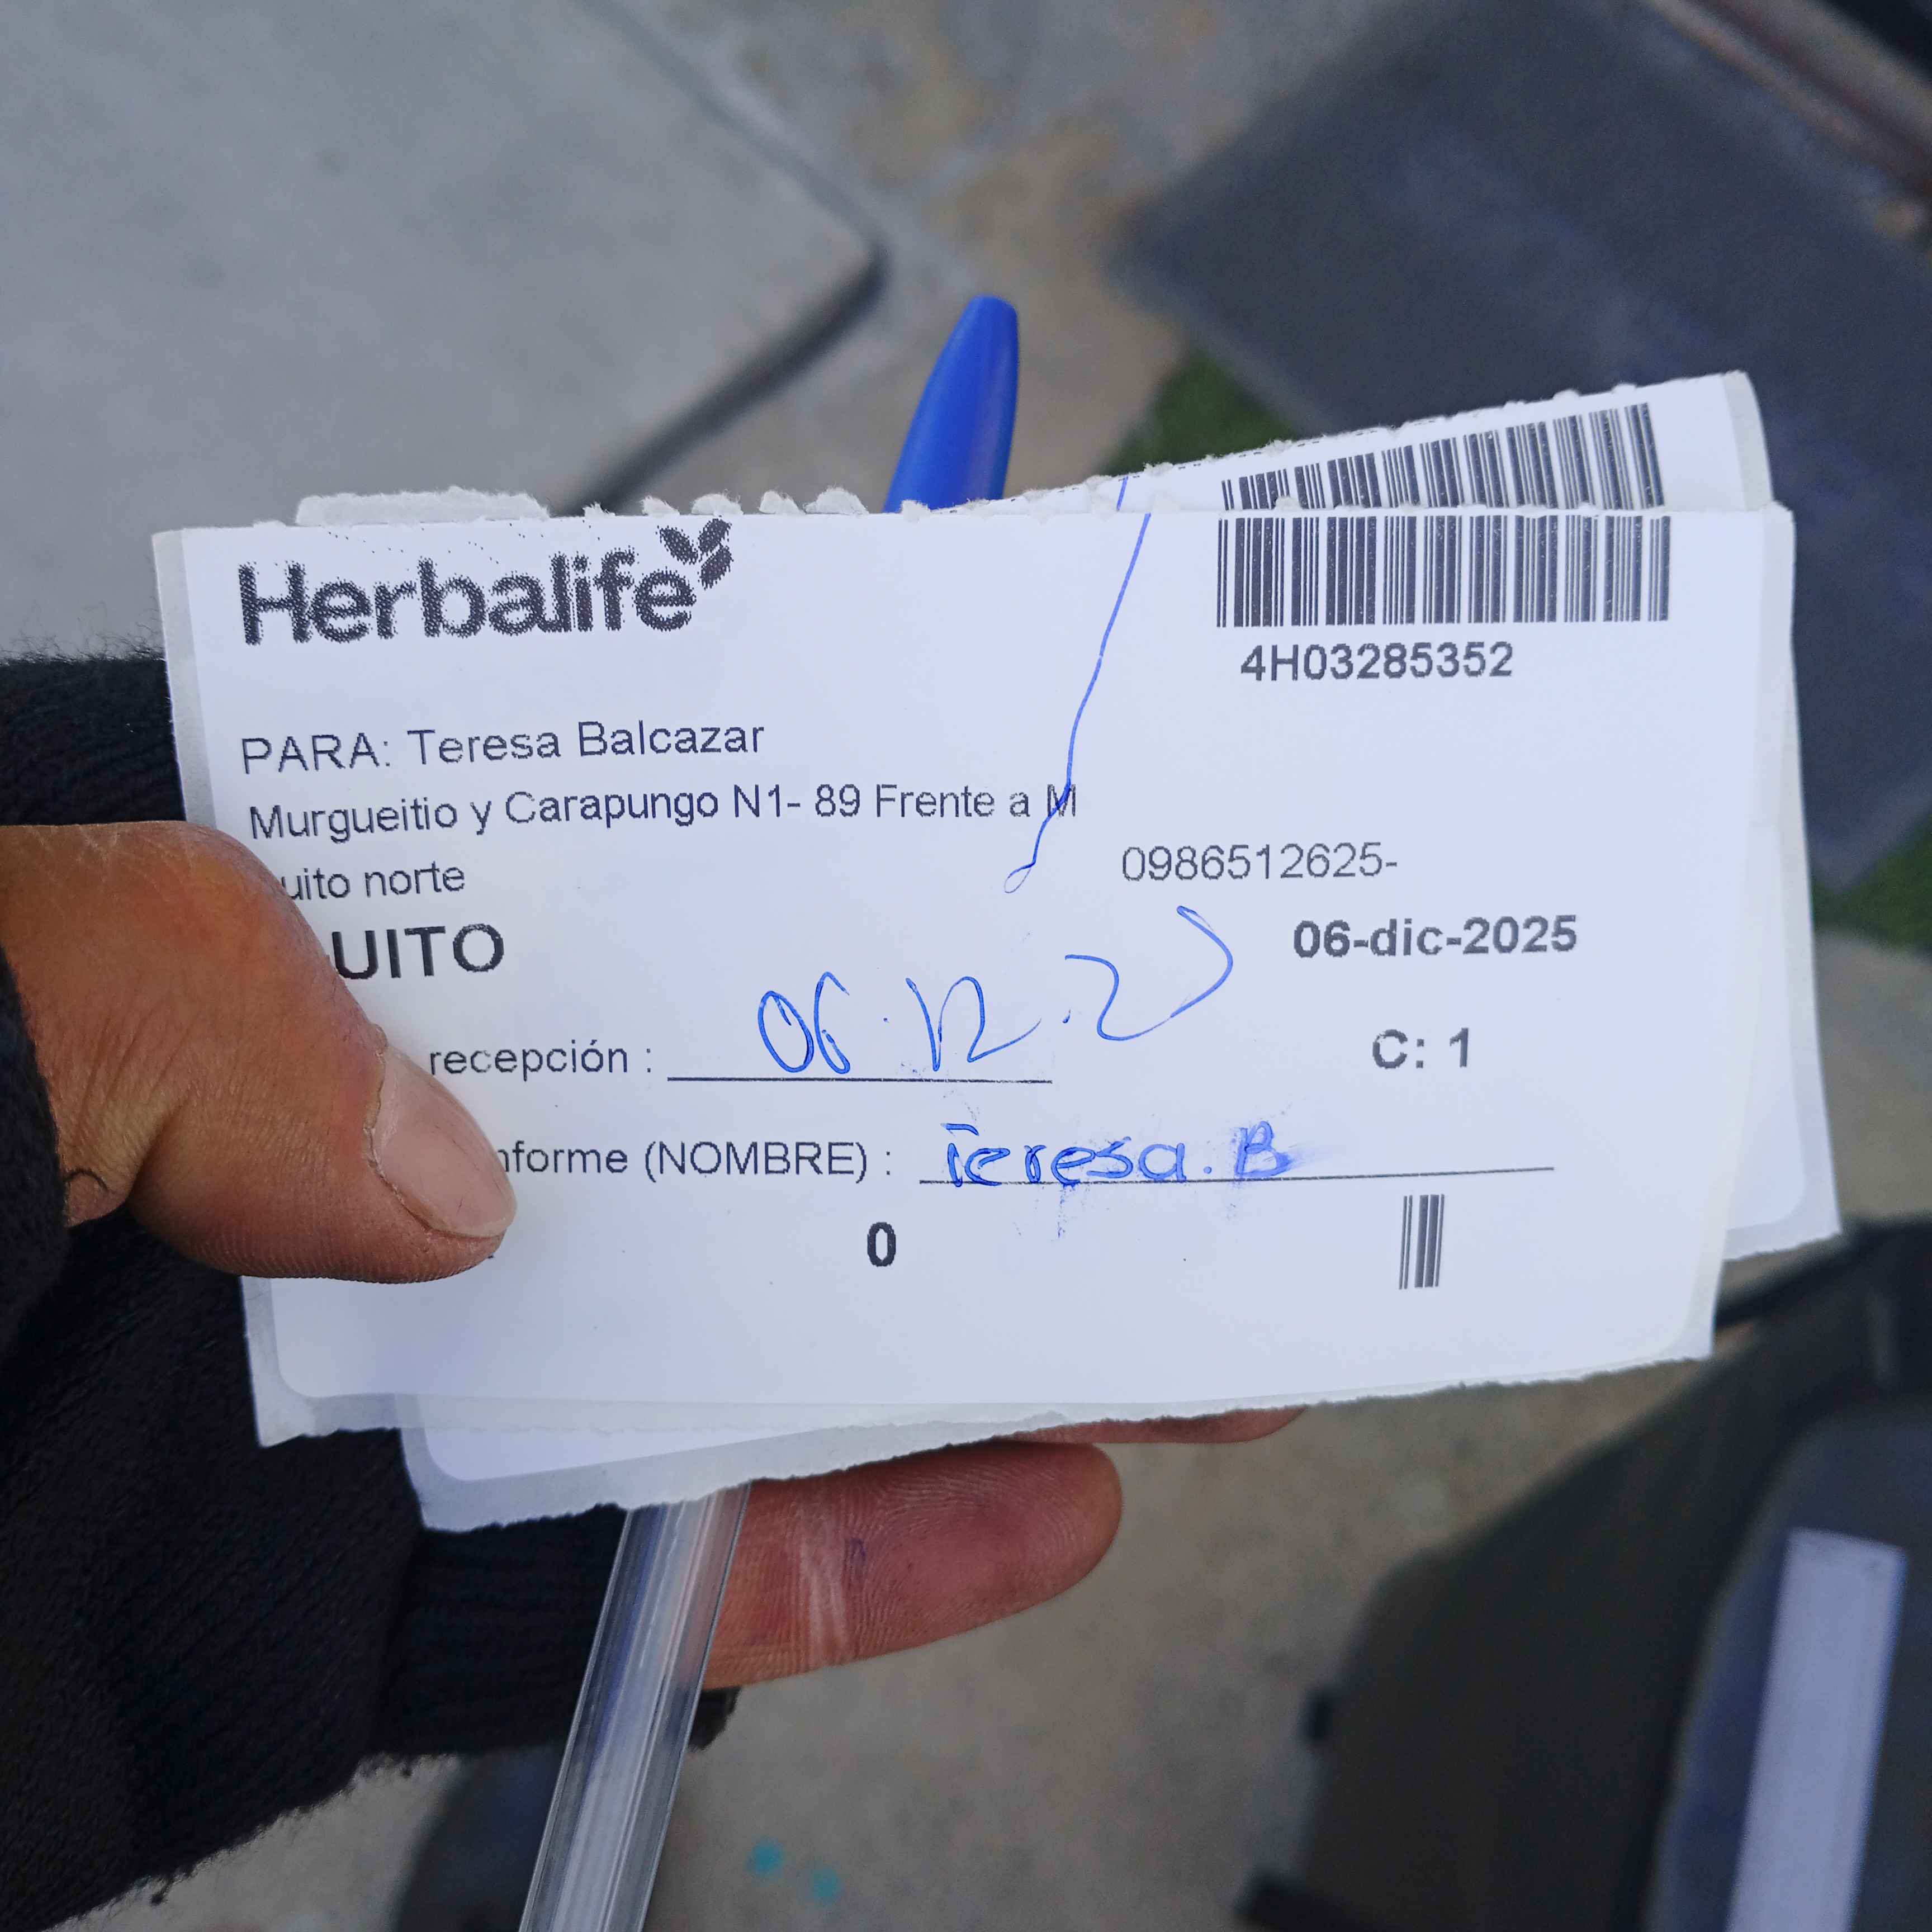 Herbalife
4H03285352
PARA: Teresa Balcazar
Murgueitio y Carapungo N1- 89 Frente a M
uito norte
0986512625-
UITO
06-dic-2025
recepción : 06.12.25
C: 1
nforme (NOMBRE) : Teresa.B
0